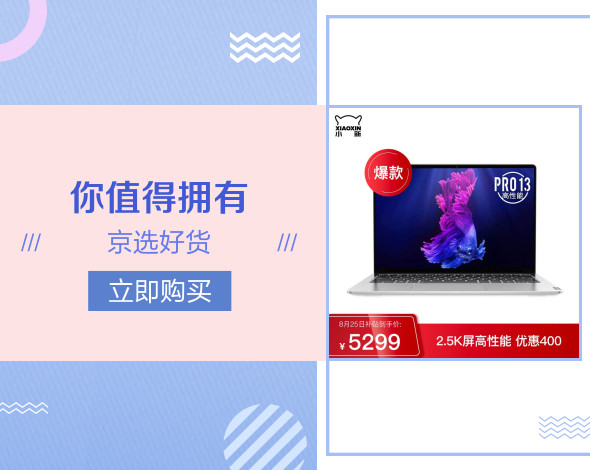 你值得拥有
/// 京选好货 ///
立即购买
XIAOXIN
小新
爆款
PRO 13
高性能
8月25日补贴到手价:
¥5299
2.5K屏高性能 优惠400